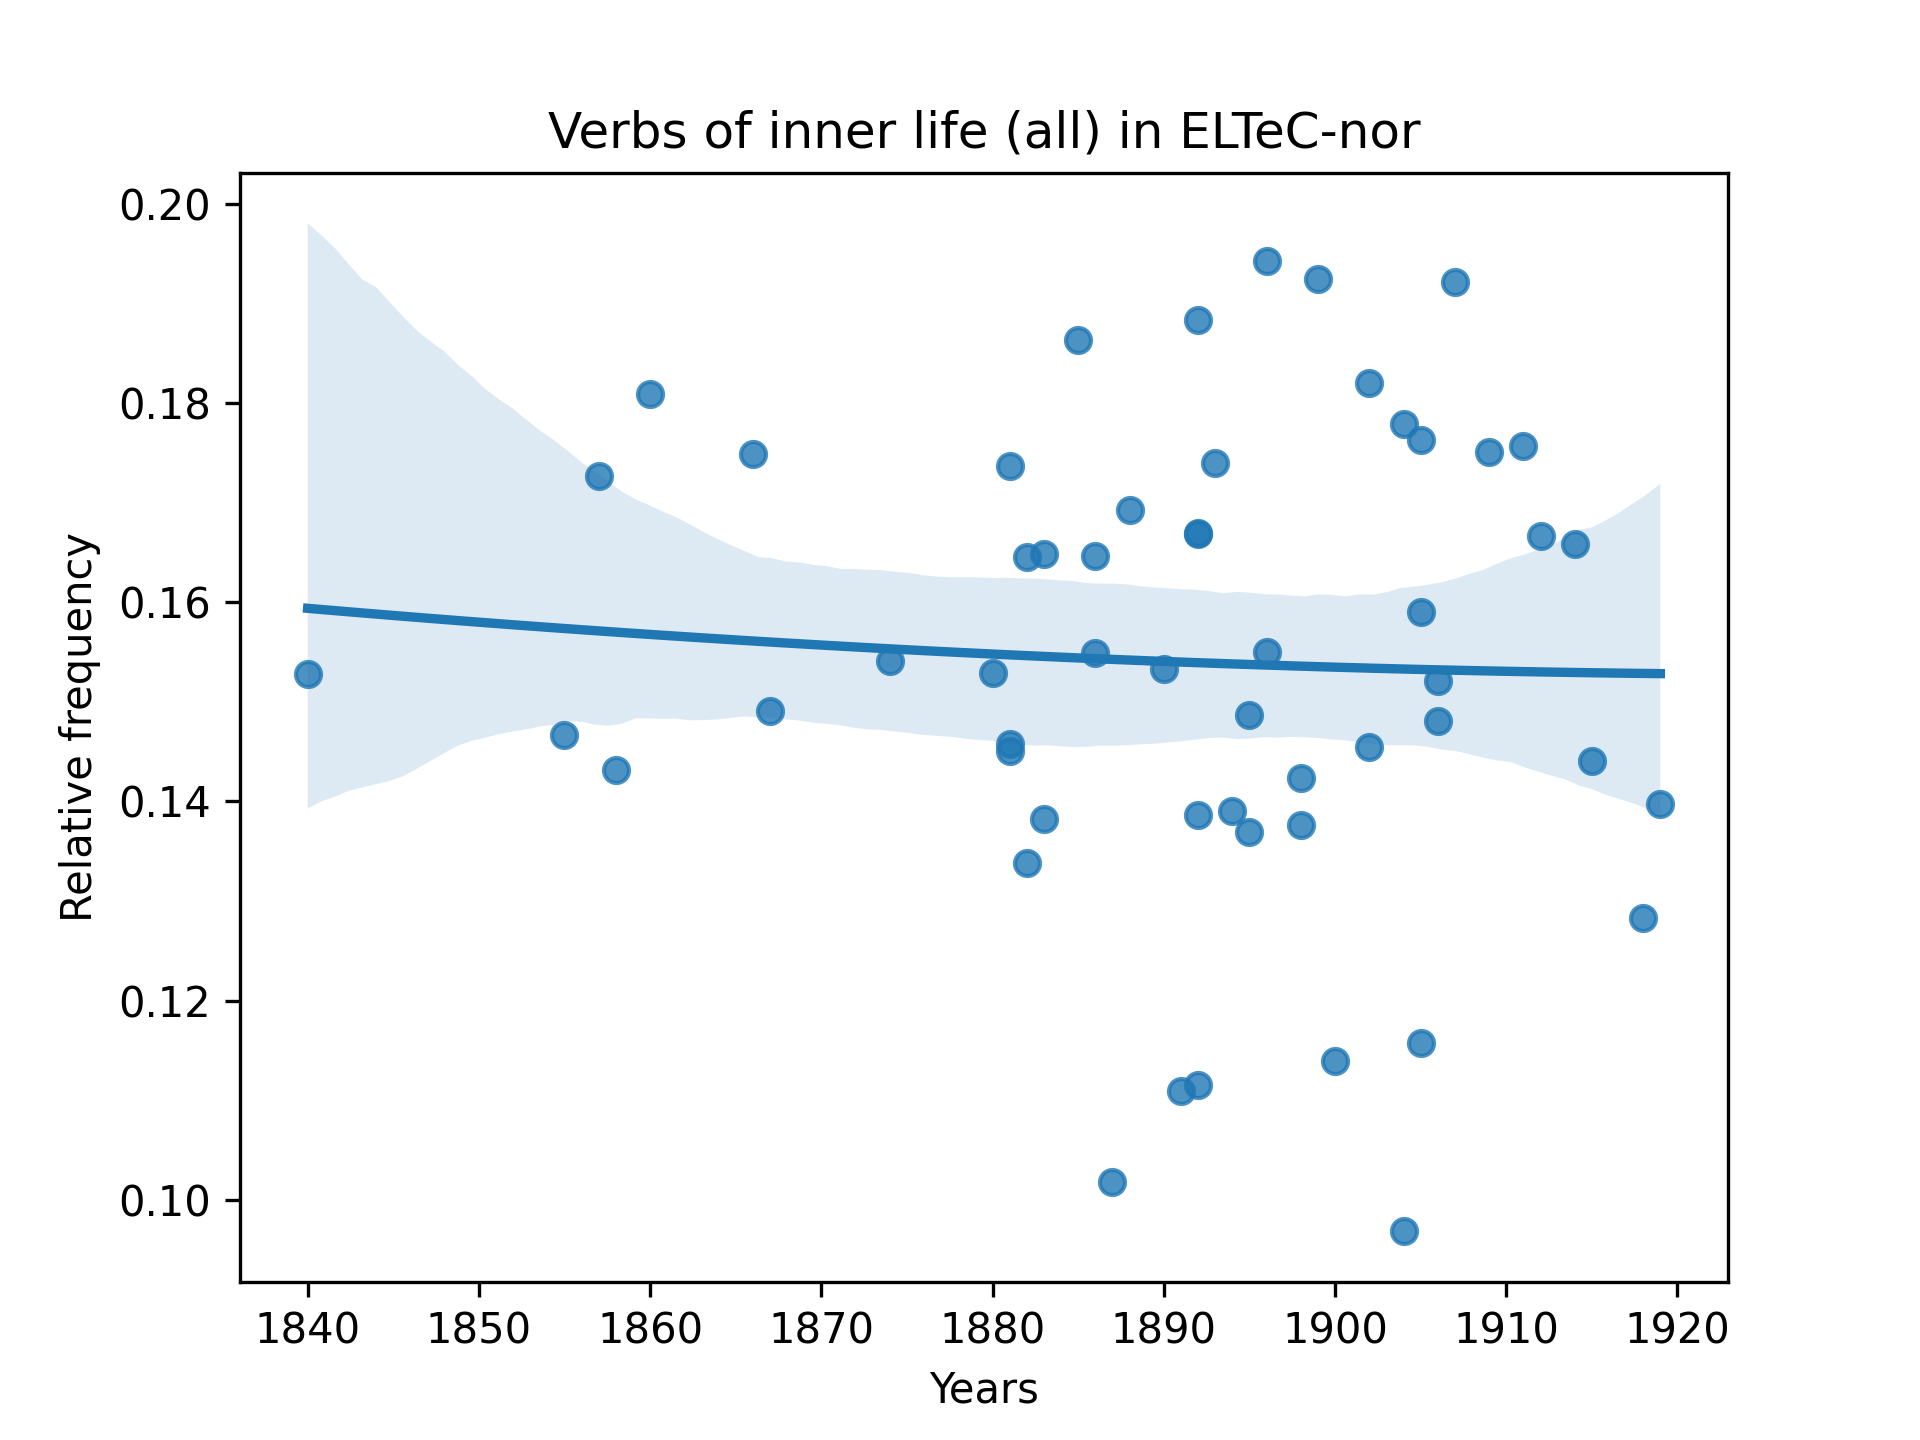 Verbs of inner life (all) in ELTeC-nor
Relative frequency
0.20
0.18
0.16
0.14
0.12
0.10
1840 1850 1860 1870 1880 1890 1900 1910 1920
Years